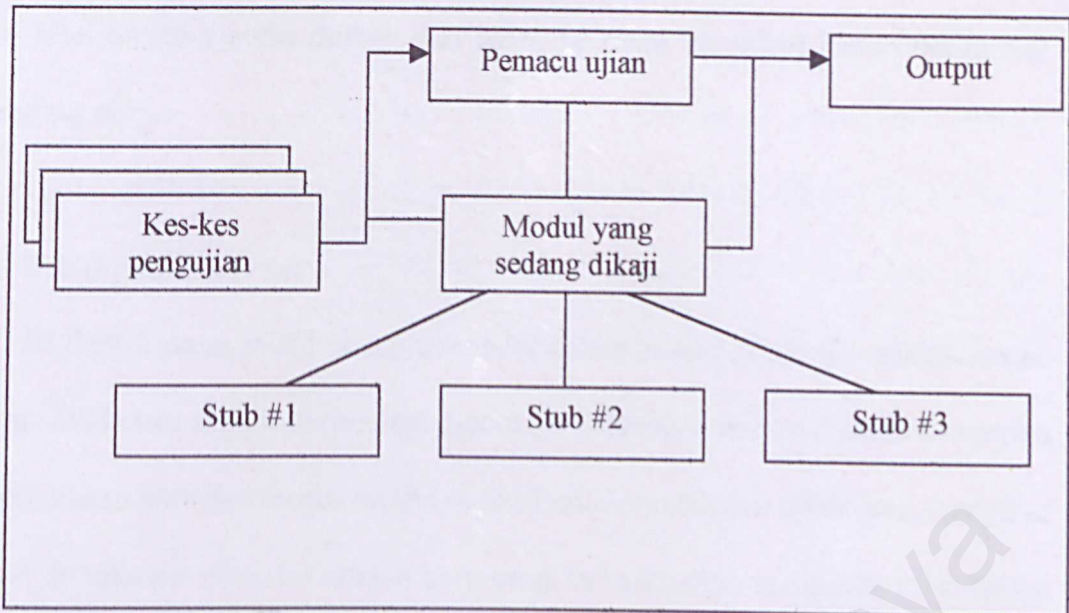 Pemacu ujian
Output
Kes-kes
pengujian
Modul yang
sedang dikaji
Stub #1
Stub #2
Stub #3